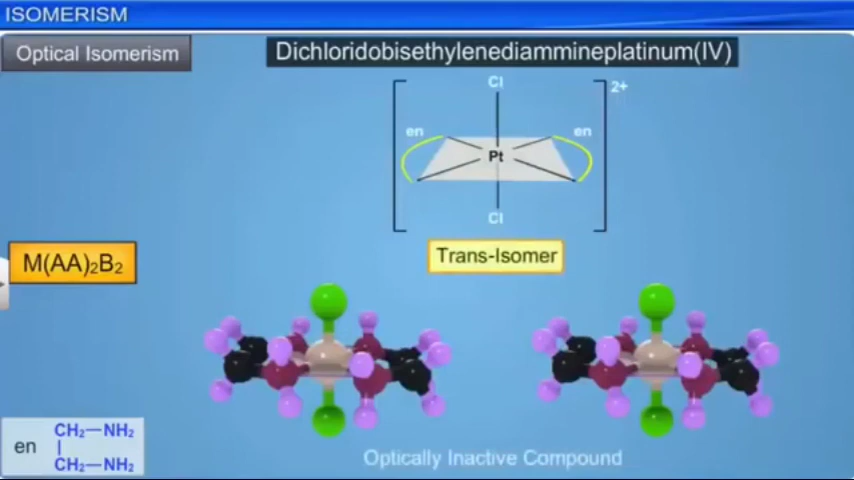 ISOMERISM
Optical Isomerism
Dichloridobisethylenediammineplatinum(IV)
Cl
2+
en
en
Pt
Cl
M(AA)₂B₂
Trans-Isomer
CH₂—NH₂
en
CH₂—NH₂
Optically Inactive Compound